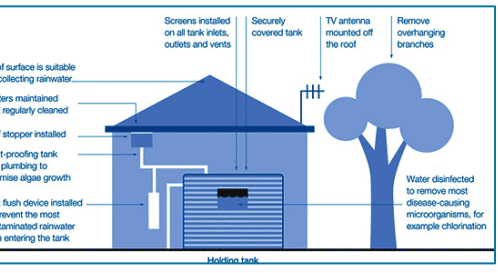 Screens installed
on all tank inlets,
outlets and vents
Securely
covered tank
TV antenna
mounted off
the roof
Remove
overhanging
branches
of surface is suitable
collecting rainwater
maintained
regularly cleaned
stopper installed
t-proofing tank
plumbing to
mise algae growth
flush device installed
revent the most
taminated rainwater
entering the tank
Water disinfected
to remove most
disease-causing
microorganisms, for
example chlorination
Holding tank